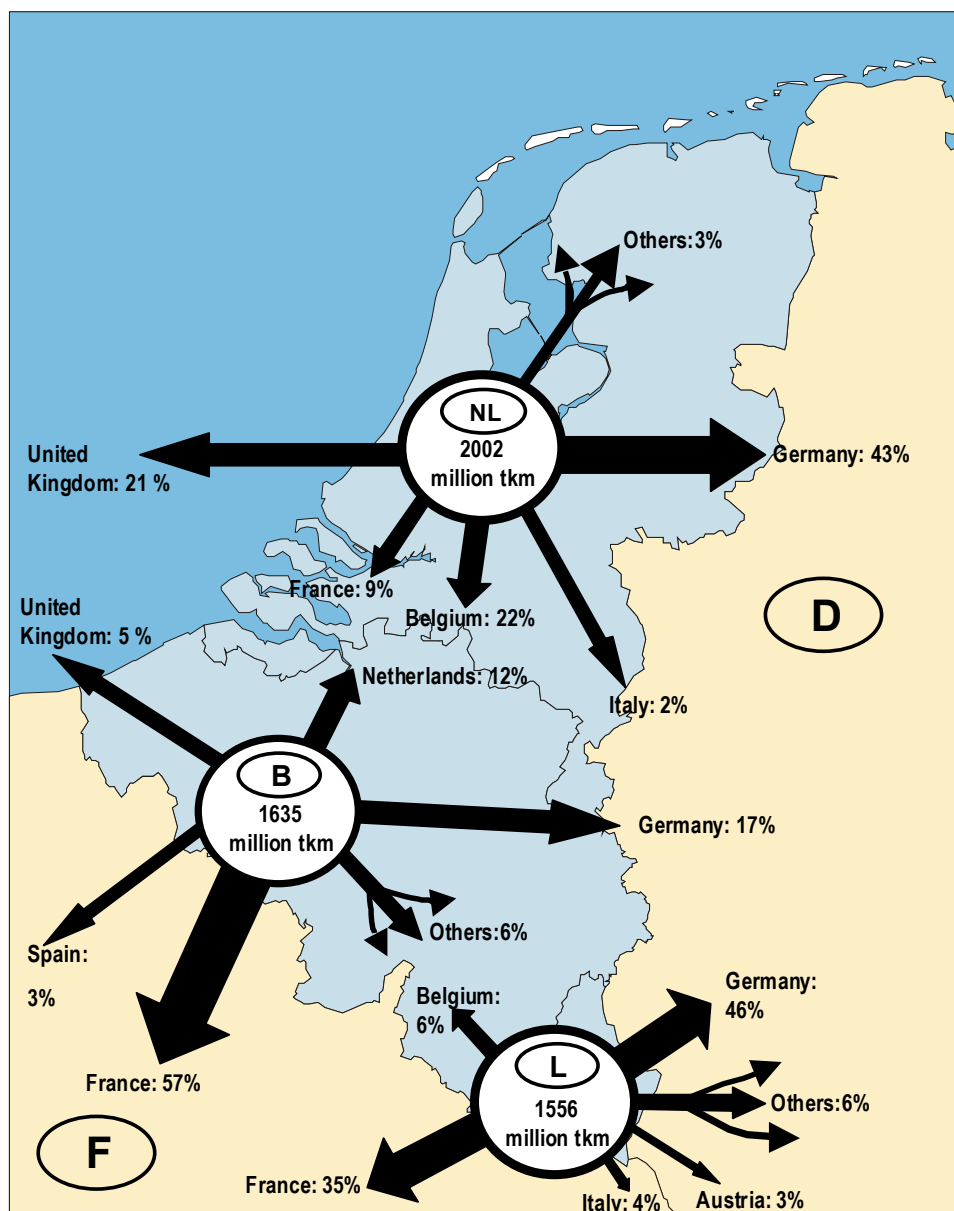 Others:3%
NL
2002
million tkm
United
Kingdom: 21 %
Germany: 43%
France: 9%
Belgium: 22%
Italy: 2%
D
United
Kingdom: 5 %
Netherlands: 12%
B
1635
million tkm
Germany: 17%
Others:6%
Spain:
3%
France: 57%
Belgium:
6%
Germany:
46%
L
1556
million tkm
Others:6%
France: 35%
Italy: 4%
Austria: 3%
F